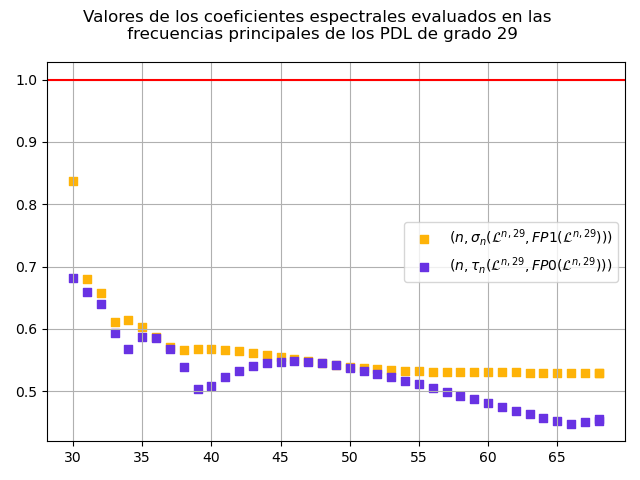 Valores de los coeficientes espectrales evaluados en las
frecuencias principales de los PDL de grado 29
1.0
0.9
0.8
0.7
0.6
0.5
(n, σₙ(ℒⁿ,²⁹, FP1(ℒⁿ,²⁹)))
(n, τₙ(ℒⁿ,²⁹, FP0(ℒⁿ,²⁹)))
30 35 40 45 50 55 60 65